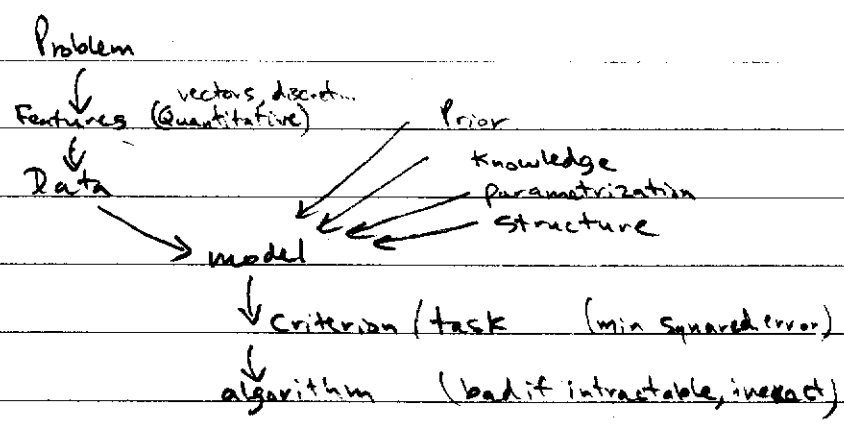 Problem
vectors, discret...
Features (Quantitative)
Prior
Knowledge
Data
parametrization
structure
model
criterion / task (min squared error)
algorithm (bad if intractable, inexact)